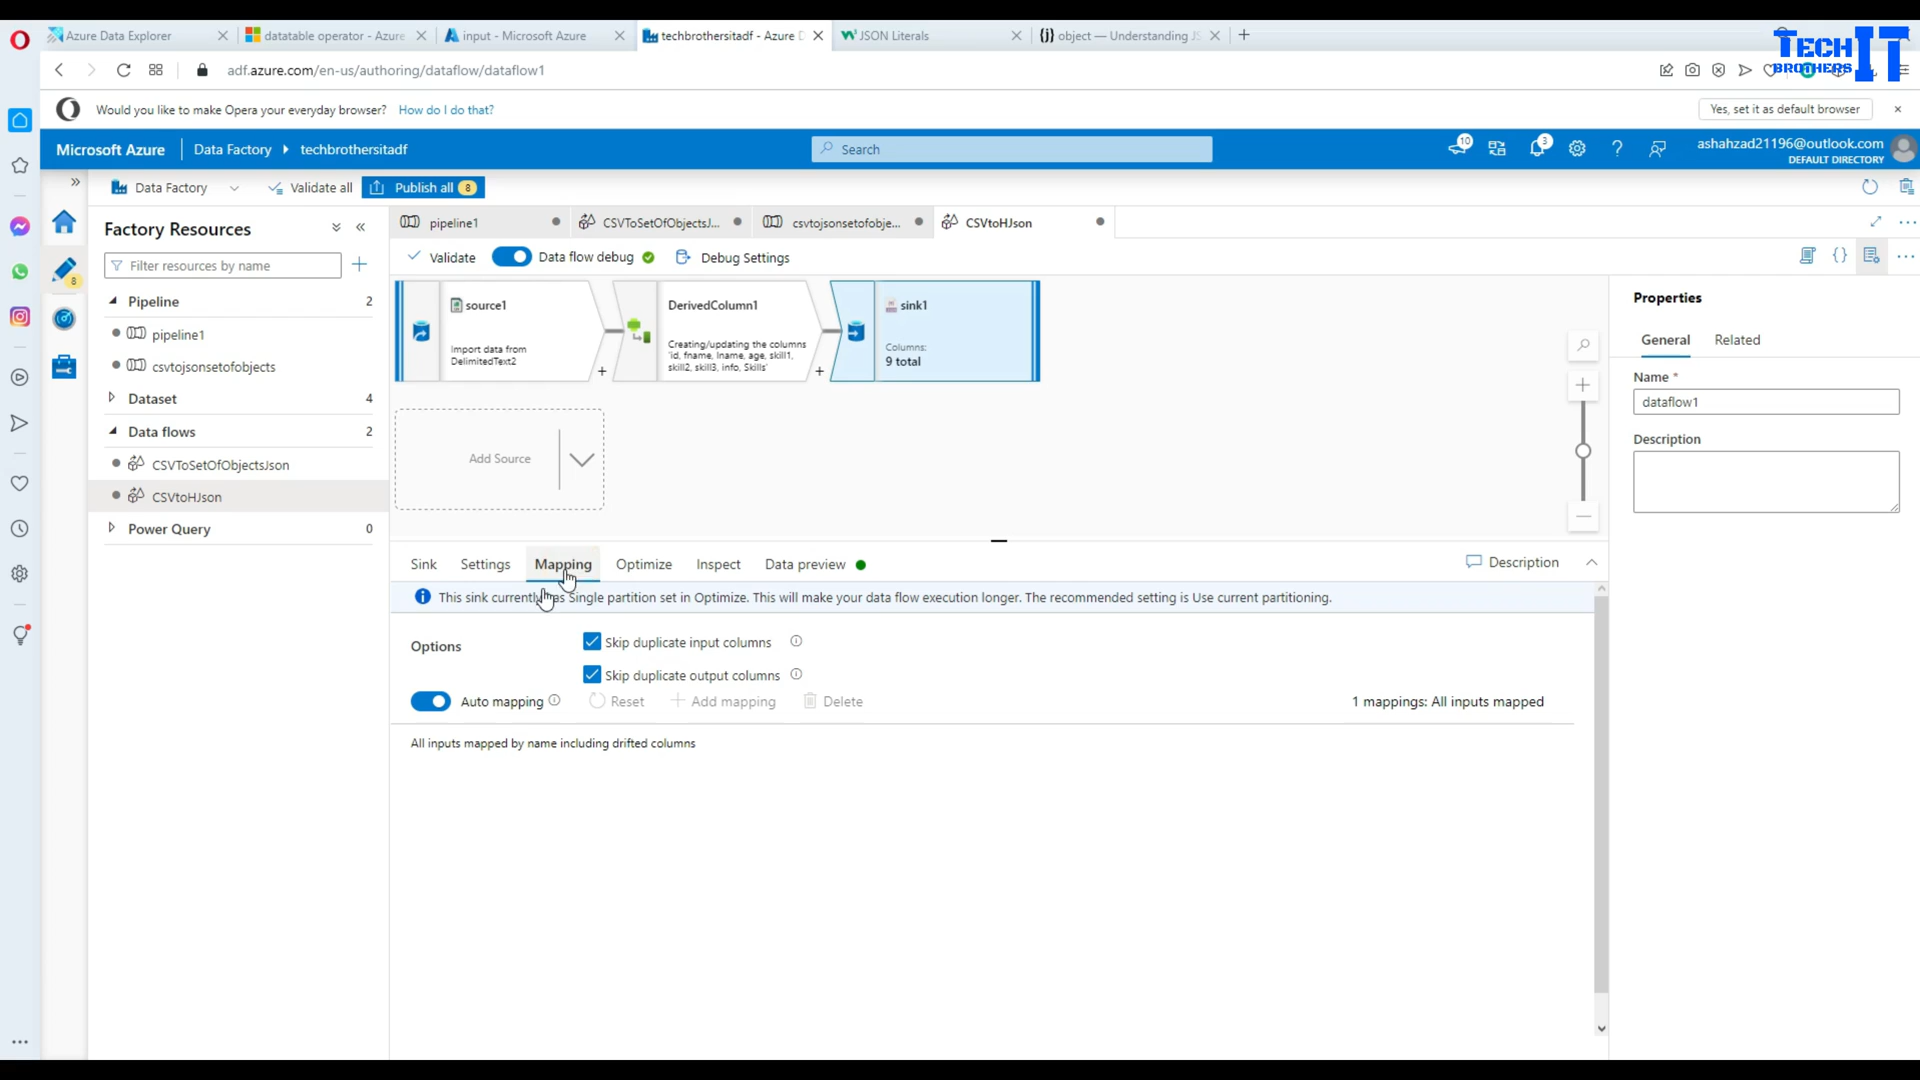 Azure Data Explorer
datatable operator - Azure
input - Microsoft Azure
techbrothersitadf - Azure D
JSON Literals
{j} object — Understanding JS
TECH IT
BROTHERS
adf.azure.com/en-us/authoring/dataflow/dataflow1
Would you like to make Opera your everyday browser? How do I do that?
Yes, set it as default browser
Microsoft Azure
Data Factory
techbrothersitadf
Search
10
3
ashahzad21196@outlook.com
DEFAULT DIRECTORY
Data Factory
Validate all
Publish all 8
Factory Resources
pipeline1
CSVToSetOfObjectsJ...
csvtojsonsetofobje...
CSVtoHJson
Filter resources by name
8
Validate
Data flow debug
Debug Settings
Pipeline 2
pipeline1
csvtojsonsetofobjects
Dataset 4
Data flows 2
CSVToSetOfObjectsJson
CSVtoHJson
Power Query 0
source1
Import data from
DelimitedText2
DerivedColumn1
Creating/updating the columns
'id, fname, lname, age, skill1,
skill2, skill3, info, Skills'
sink1
Columns:
9 total
Add Source
Properties
General
Related
Name *
dataflow1
Description
Sink
Settings
Mapping
Optimize
Inspect
Data preview
Description
This sink currently has Single partition set in Optimize. This will make your data flow execution longer. The recommended setting is Use current partitioning.
Options
Skip duplicate input columns
Skip duplicate output columns
Auto mapping
Reset
Add mapping
Delete
1 mappings: All inputs mapped
All inputs mapped by name including drifted columns